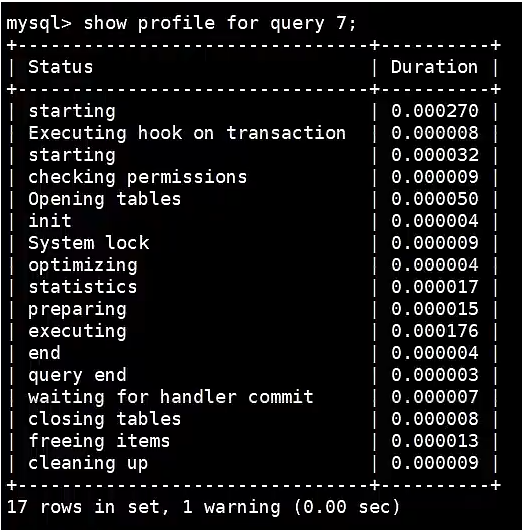 mysql> show profile for query 7;
+--------------------------------+----------+
| Status                         | Duration |
+--------------------------------+----------+
| starting                       | 0.000270 |
| Executing hook on transaction  | 0.000008 |
| starting                       | 0.000032 |
| checking permissions           | 0.000009 |
| Opening tables                 | 0.000050 |
| init                           | 0.000004 |
| System lock                    | 0.000009 |
| optimizing                     | 0.000004 |
| statistics                     | 0.000017 |
| preparing                      | 0.000015 |
| executing                      | 0.000176 |
| end                            | 0.000004 |
| query end                      | 0.000003 |
| waiting for handler commit     | 0.000007 |
| closing tables                 | 0.000008 |
| freeing items                  | 0.000013 |
| cleaning up                    | 0.000009 |
+--------------------------------+----------+
17 rows in set, 1 warning (0.00 sec)